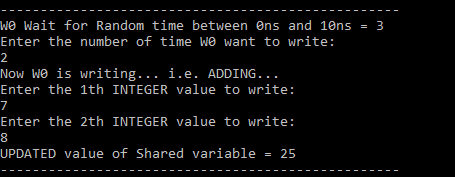 --------------------------------------------------
W0 Wait for Random time between 0ns and 10ns = 3
Enter the number of time W0 want to write:
2
Now W0 is writing... i.e. ADDING...
Enter the 1th INTEGER value to write:
7
Enter the 2th INTEGER value to write:
8
UPDATED value of Shared variable = 25
--------------------------------------------------